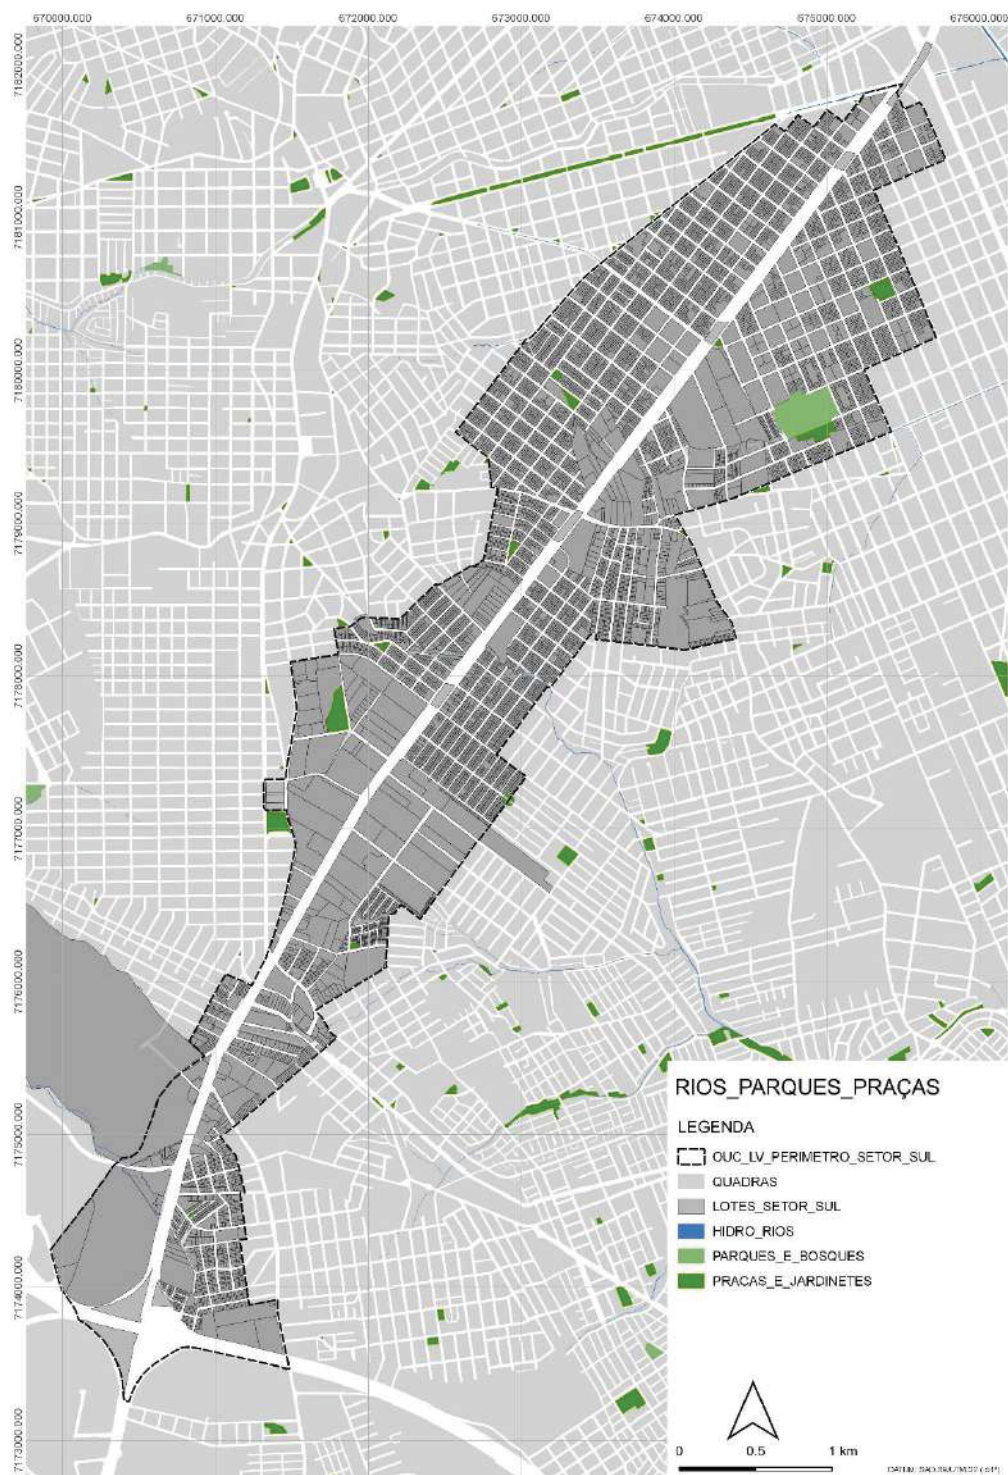 670000.000 671000.000 672000.000 673000.000 674000.000 675000.000 676000.000
7182000.000
7181000.000
7180000.000
7179000.000
7178000.000
7177000.000
7176000.000
7175000.000
7174000.000
7173000.000
RIOS_PARQUES_PRAÇAS
LEGENDA
OUC_LV_PERIMETRO_SETOR_SUL
QUADRAS
LOTES_SETOR_SUL
HIDRO_RIOS
PARQUES_E_BOSQUES
PRACAS_E_JARDINETES
0 0.5 1 km
DATUM: SAD